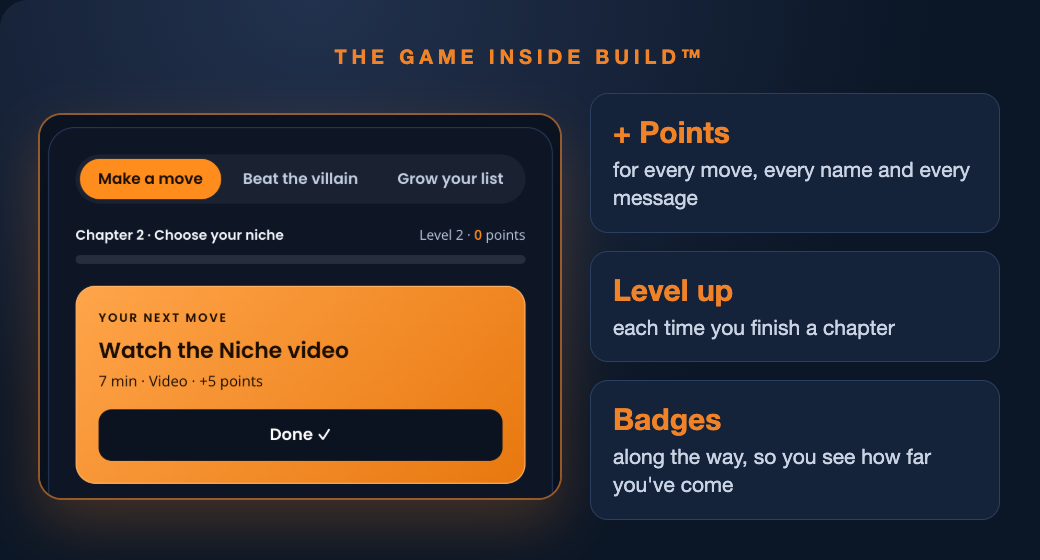 THE GAME INSIDE BUILD™
Make a move
Beat the villain
Grow your list
Chapter 2 · Choose your niche
Level 2 · 0 points
YOUR NEXT MOVE
Watch the Niche video
7 min · Video · +5 points
Done ✓
+ Points
for every move, every name and every
message
Level up
each time you finish a chapter
Badges
along the way, so you see how far
you've come